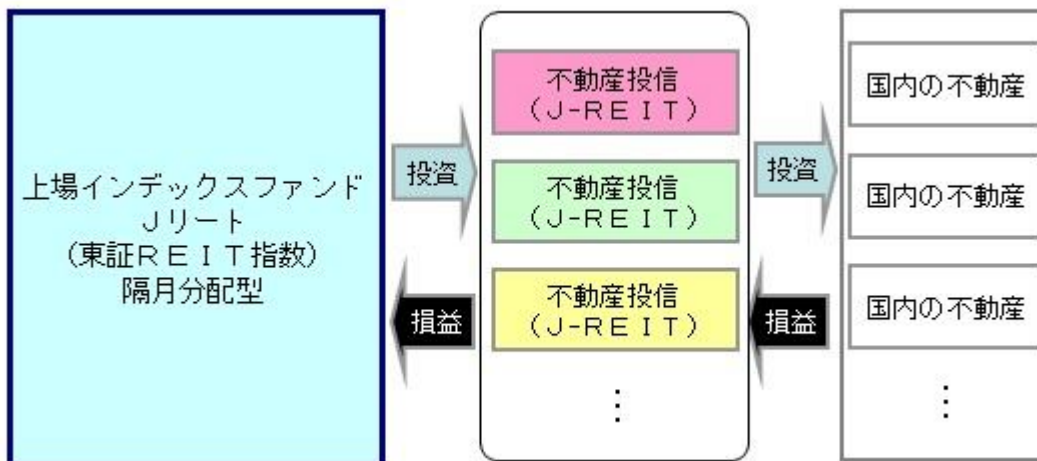 上場インデックスファンド
Jリート
(東証REIT指数)
隔月分配型
投資
損益
不動産投信
(J-REIT)
不動産投信
(J-REIT)
不動産投信
(J-REIT)
⋮
投資
損益
国内の不動産
国内の不動産
国内の不動産
⋮